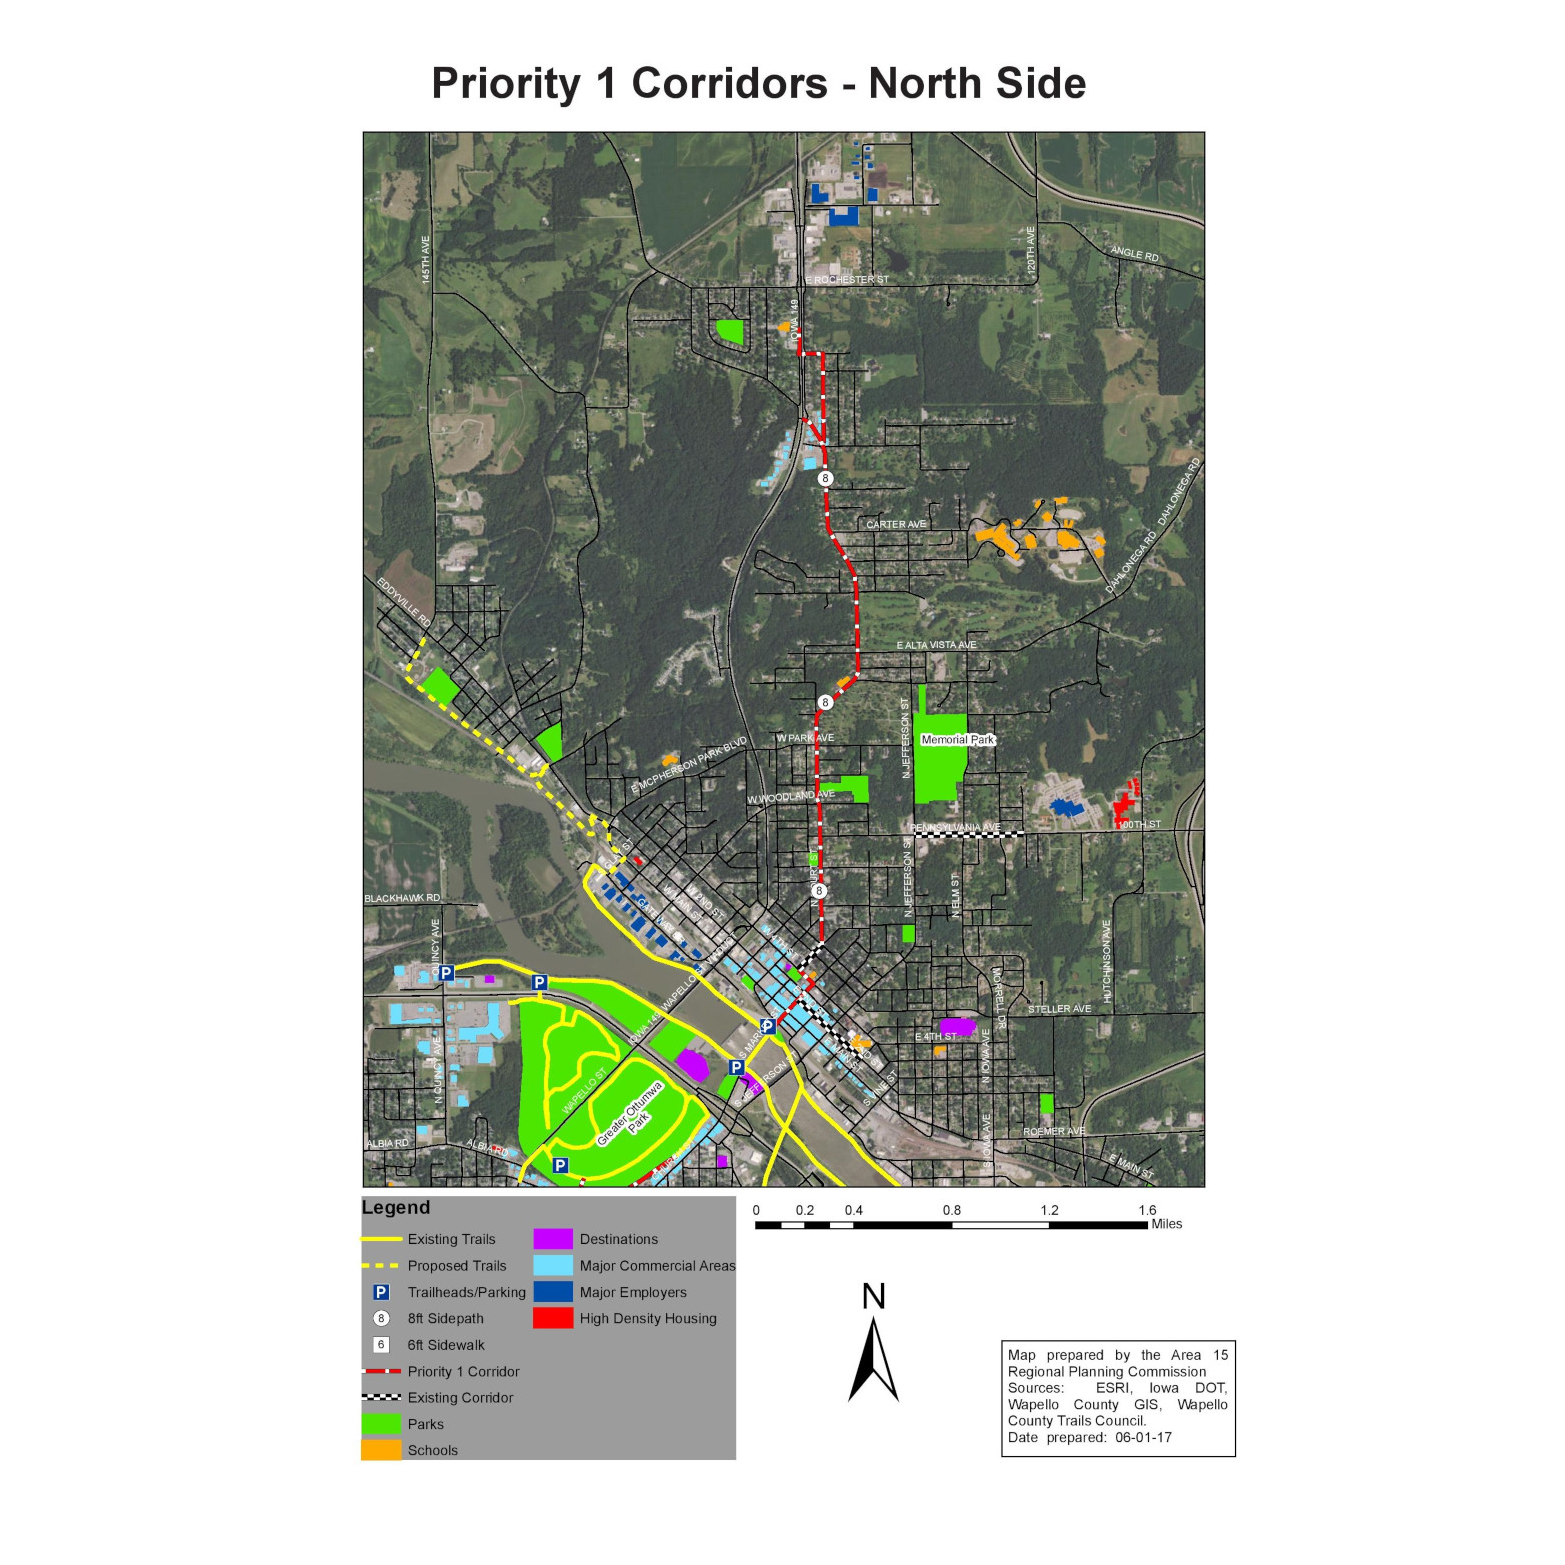 Priority 1 Corridors - North Side
145TH AVE
120TH AVE
ANGLE RD
E ROCHESTER ST
IOWA 149
8
CARTER AVE
DAHLONEGA RD
DAHLONEGA RD
EDDYVILLE RD
E ALTA VISTA AVE
8
N JEFFERSON ST
W PARK AVE
Memorial Park
E MCPHERSON PARK BLVD
W WOODLAND AVE
PENNSYLVANIA AVE
100TH ST
N JEFFERSON ST
8
N ELM ST
BLACKHAWK RD
QUINCY AVE
HUTCHINSON AVE
MORRELL DR
P
P
STELLER AVE
IOWA 149
WAPELLO ST
P
E 4TH ST
N IOWA AVE
N QUINCY AVE
P
S VINE ST
WAPELLO ST
Greater Ottumwa
Park
ALBIA RD
ALBIA RD
P
S IOWA AVE
ROEMER AVE
E MAIN ST
Legend
Existing Trails
Proposed Trails
P Trailheads/Parking
8 8ft Sidepath
6 6ft Sidewalk
Priority 1 Corridor
Existing Corridor
Parks
Schools
Destinations
Major Commercial Areas
Major Employers
High Density Housing
0 0.2 0.4 0.8 1.2 1.6
Miles
N
Map prepared by the Area 15
Regional Planning Commission
Sources: ESRI, Iowa DOT,
Wapello County GIS, Wapello
County Trails Council.
Date prepared: 06-01-17